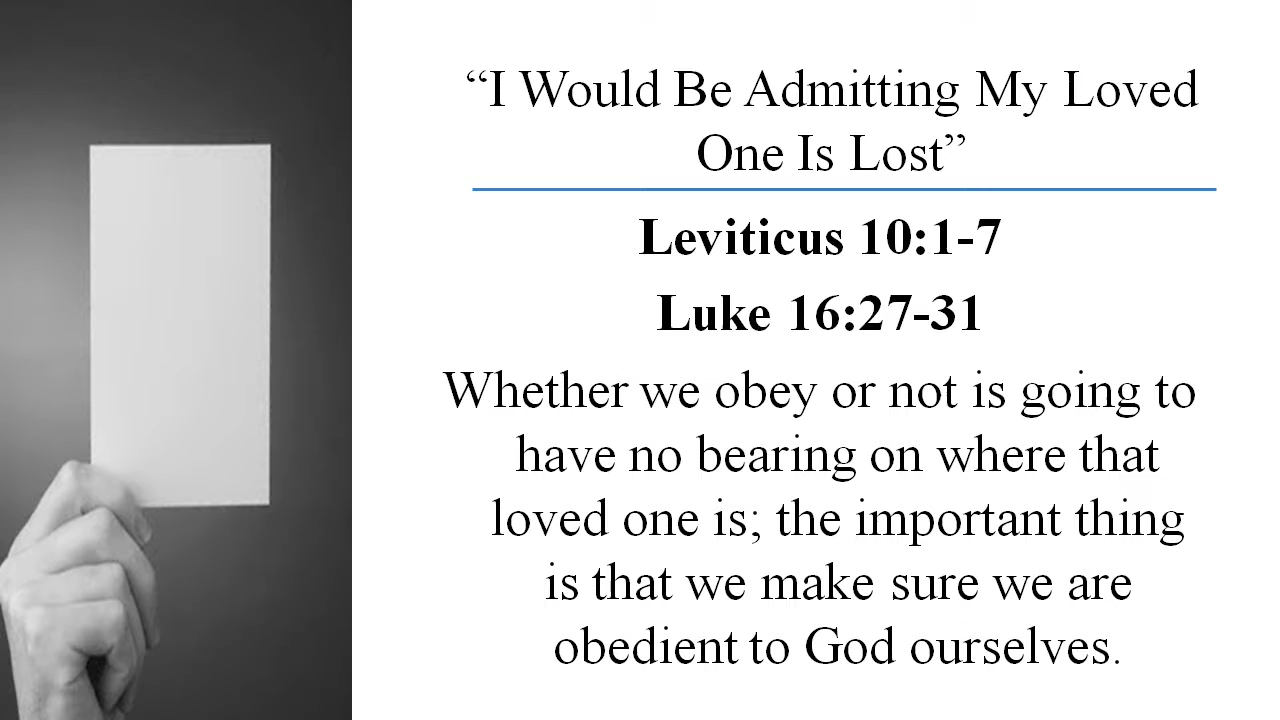 “I Would Be Admitting My Loved
One Is Lost”
Leviticus 10:1-7
Luke 16:27-31
Whether we obey or not is going to
have no bearing on where that
loved one is; the important thing
is that we make sure we are
obedient to God ourselves.